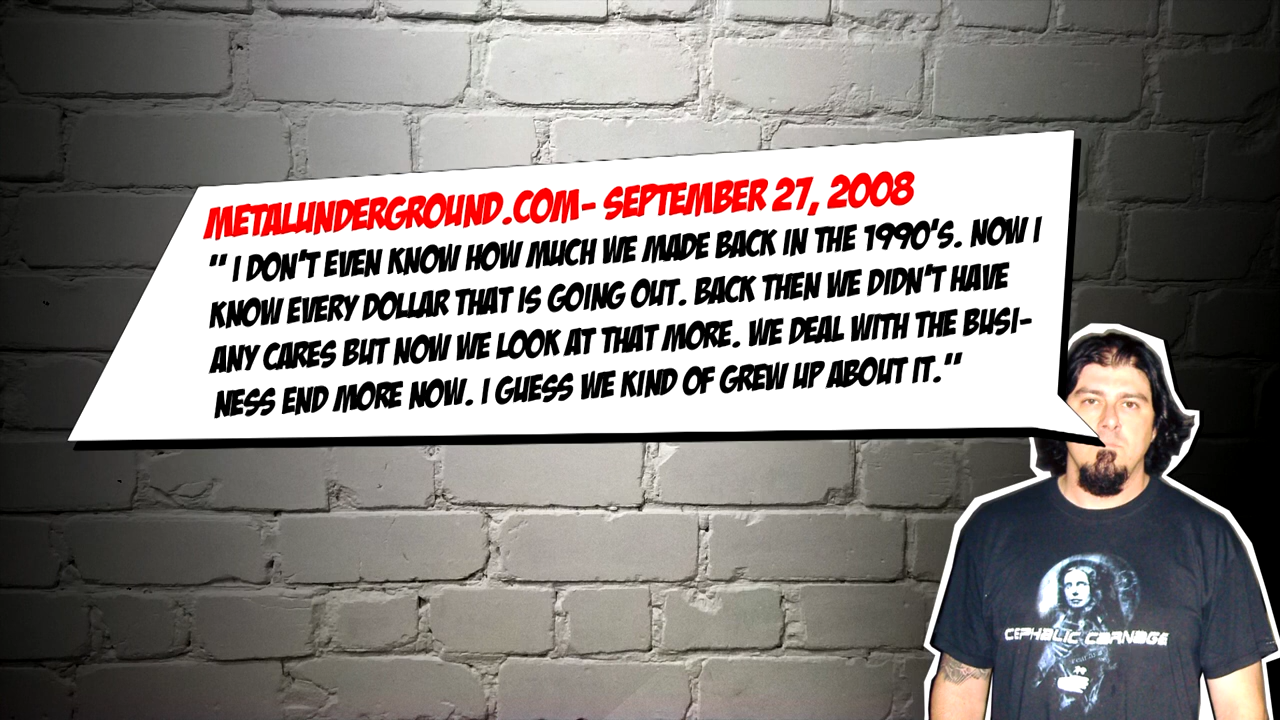 METALUNDERGROUND.COM- SEPTEMBER 27, 2008
" I DON'T EVEN KNOW HOW MUCH WE MADE BACK IN THE 1990'S. NOW I
KNOW EVERY DOLLAR THAT IS GOING OUT. BACK THEN WE DIDN'T HAVE
ANY CARES BUT NOW WE LOOK AT THAT MORE. WE DEAL WITH THE BUSI-
NESS END MORE NOW. I GUESS WE KIND OF GREW UP ABOUT IT."
CEPHALIC CARNAGE